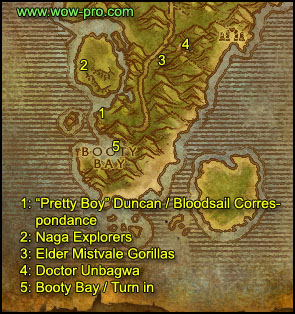 www.wow-pro.com
2
4
3
1
5
BOOTY
BAY
1: “Pretty Boy” Duncan / Bloodsail Corres-
pondance
2: Naga Explorers
3: Elder Mistvale Gorillas
4: Doctor Unbagwa
5: Booty Bay / Turn in